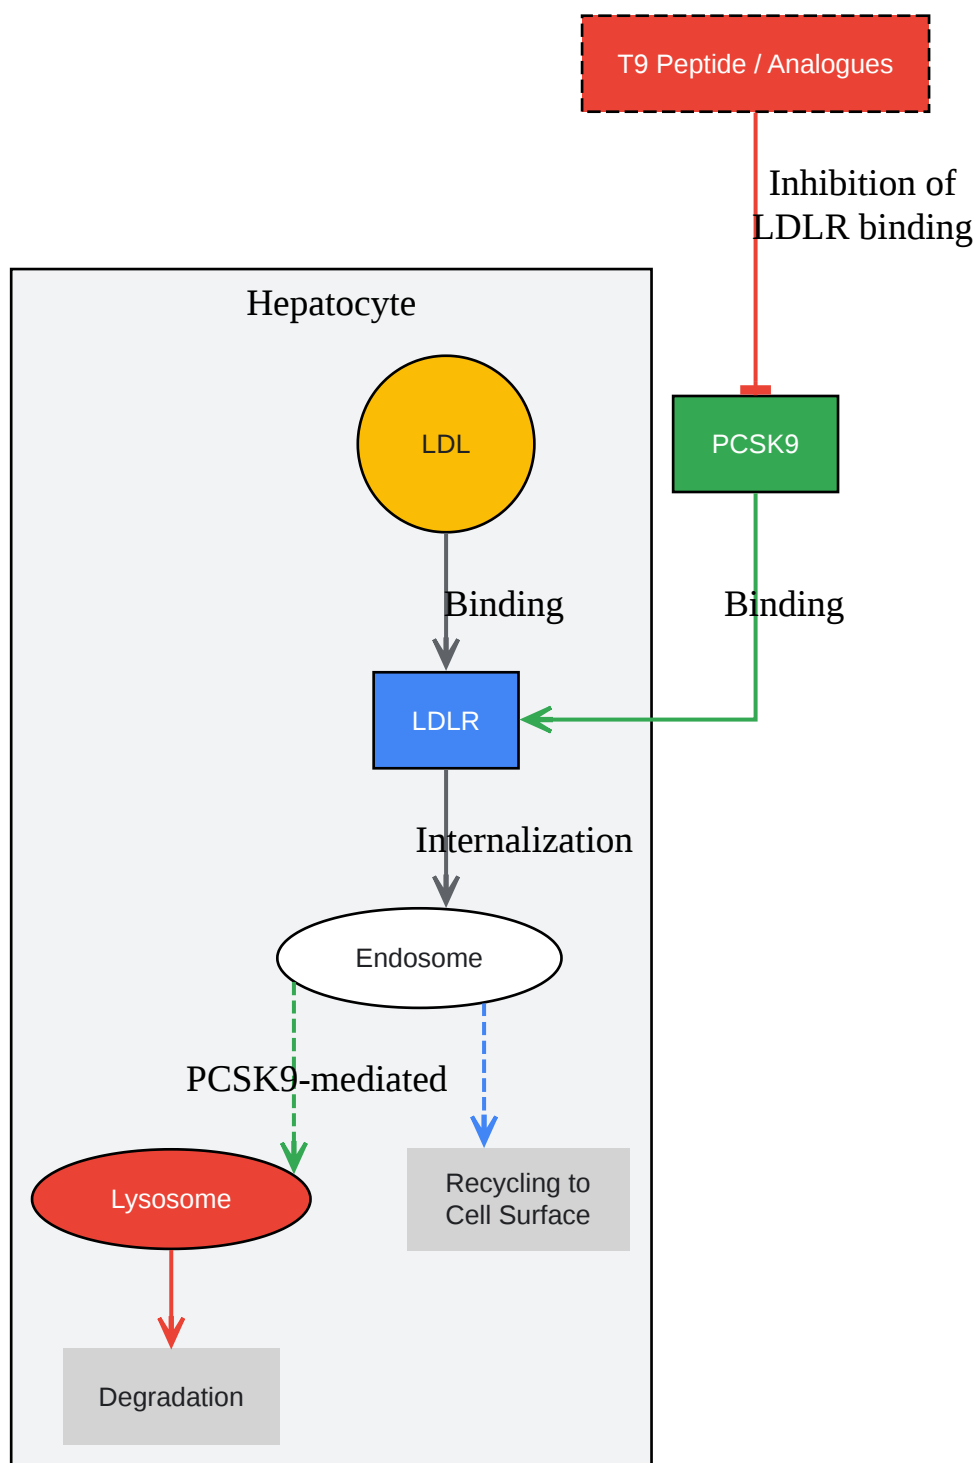 T9 Peptide / Analogues
Inhibition of
LDLR binding
Hepatocyte
LDL
PCSK9
Binding
Binding
LDLR
Internalization
Endosome
PCSK9-mediated
Lysosome
Recycling to
Cell Surface
Degradation